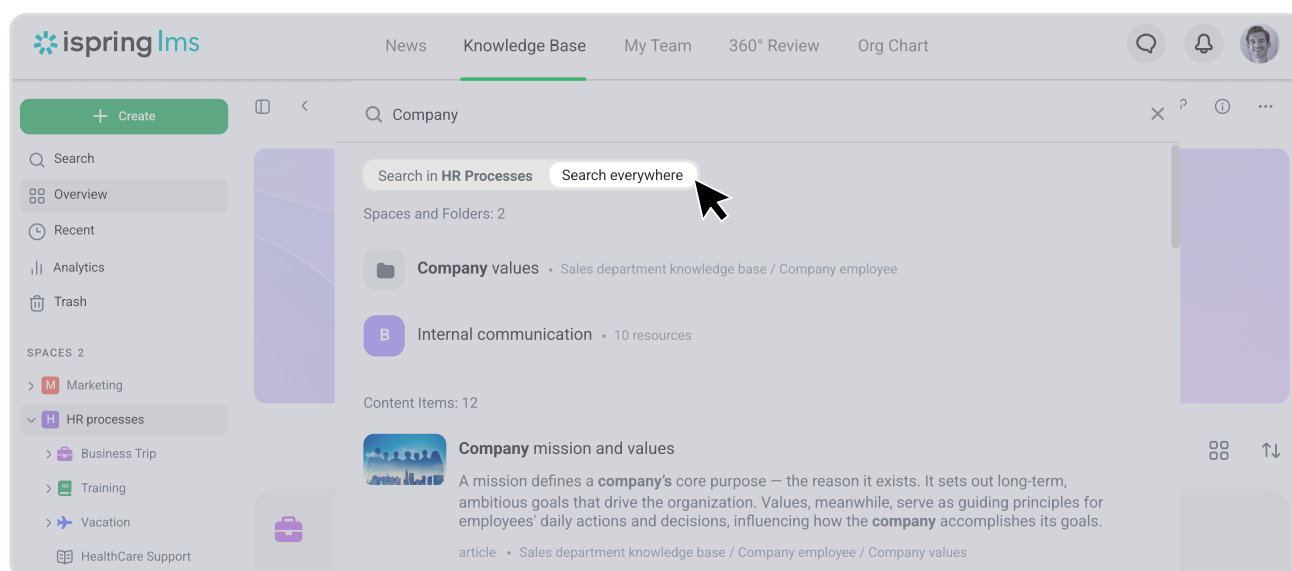 ispring lms
News Knowledge Base My Team 360° Review Org Chart
Create
Search
Overview
Recent
Analytics
Trash
SPACES 2
M Marketing
H HR processes
Business Trip
Training
Vacation
HealthCare Support
Company
Search in HR Processes Search everywhere
Spaces and Folders: 2
Company values • Sales department knowledge base / Company employee
B Internal communication • 10 resources
Content Items: 12
Company mission and values
A mission defines a company's core purpose — the reason it exists. It sets out long-term,
ambitious goals that drive the organization. Values, meanwhile, serve as guiding principles for
employees' daily actions and decisions, influencing how the company accomplishes its goals.
article • Sales department knowledge base / Company employee / Company values